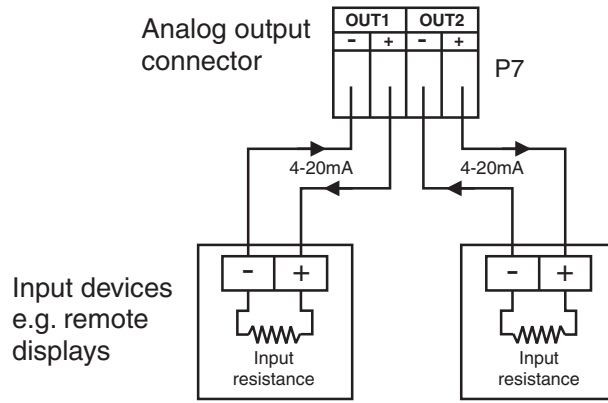 Analog output
connector
OUT1 OUT2
- + - +
P7
4-20mA 4-20mA
Input devices
e.g. remote
displays
- +
Input
resistance
- +
Input
resistance